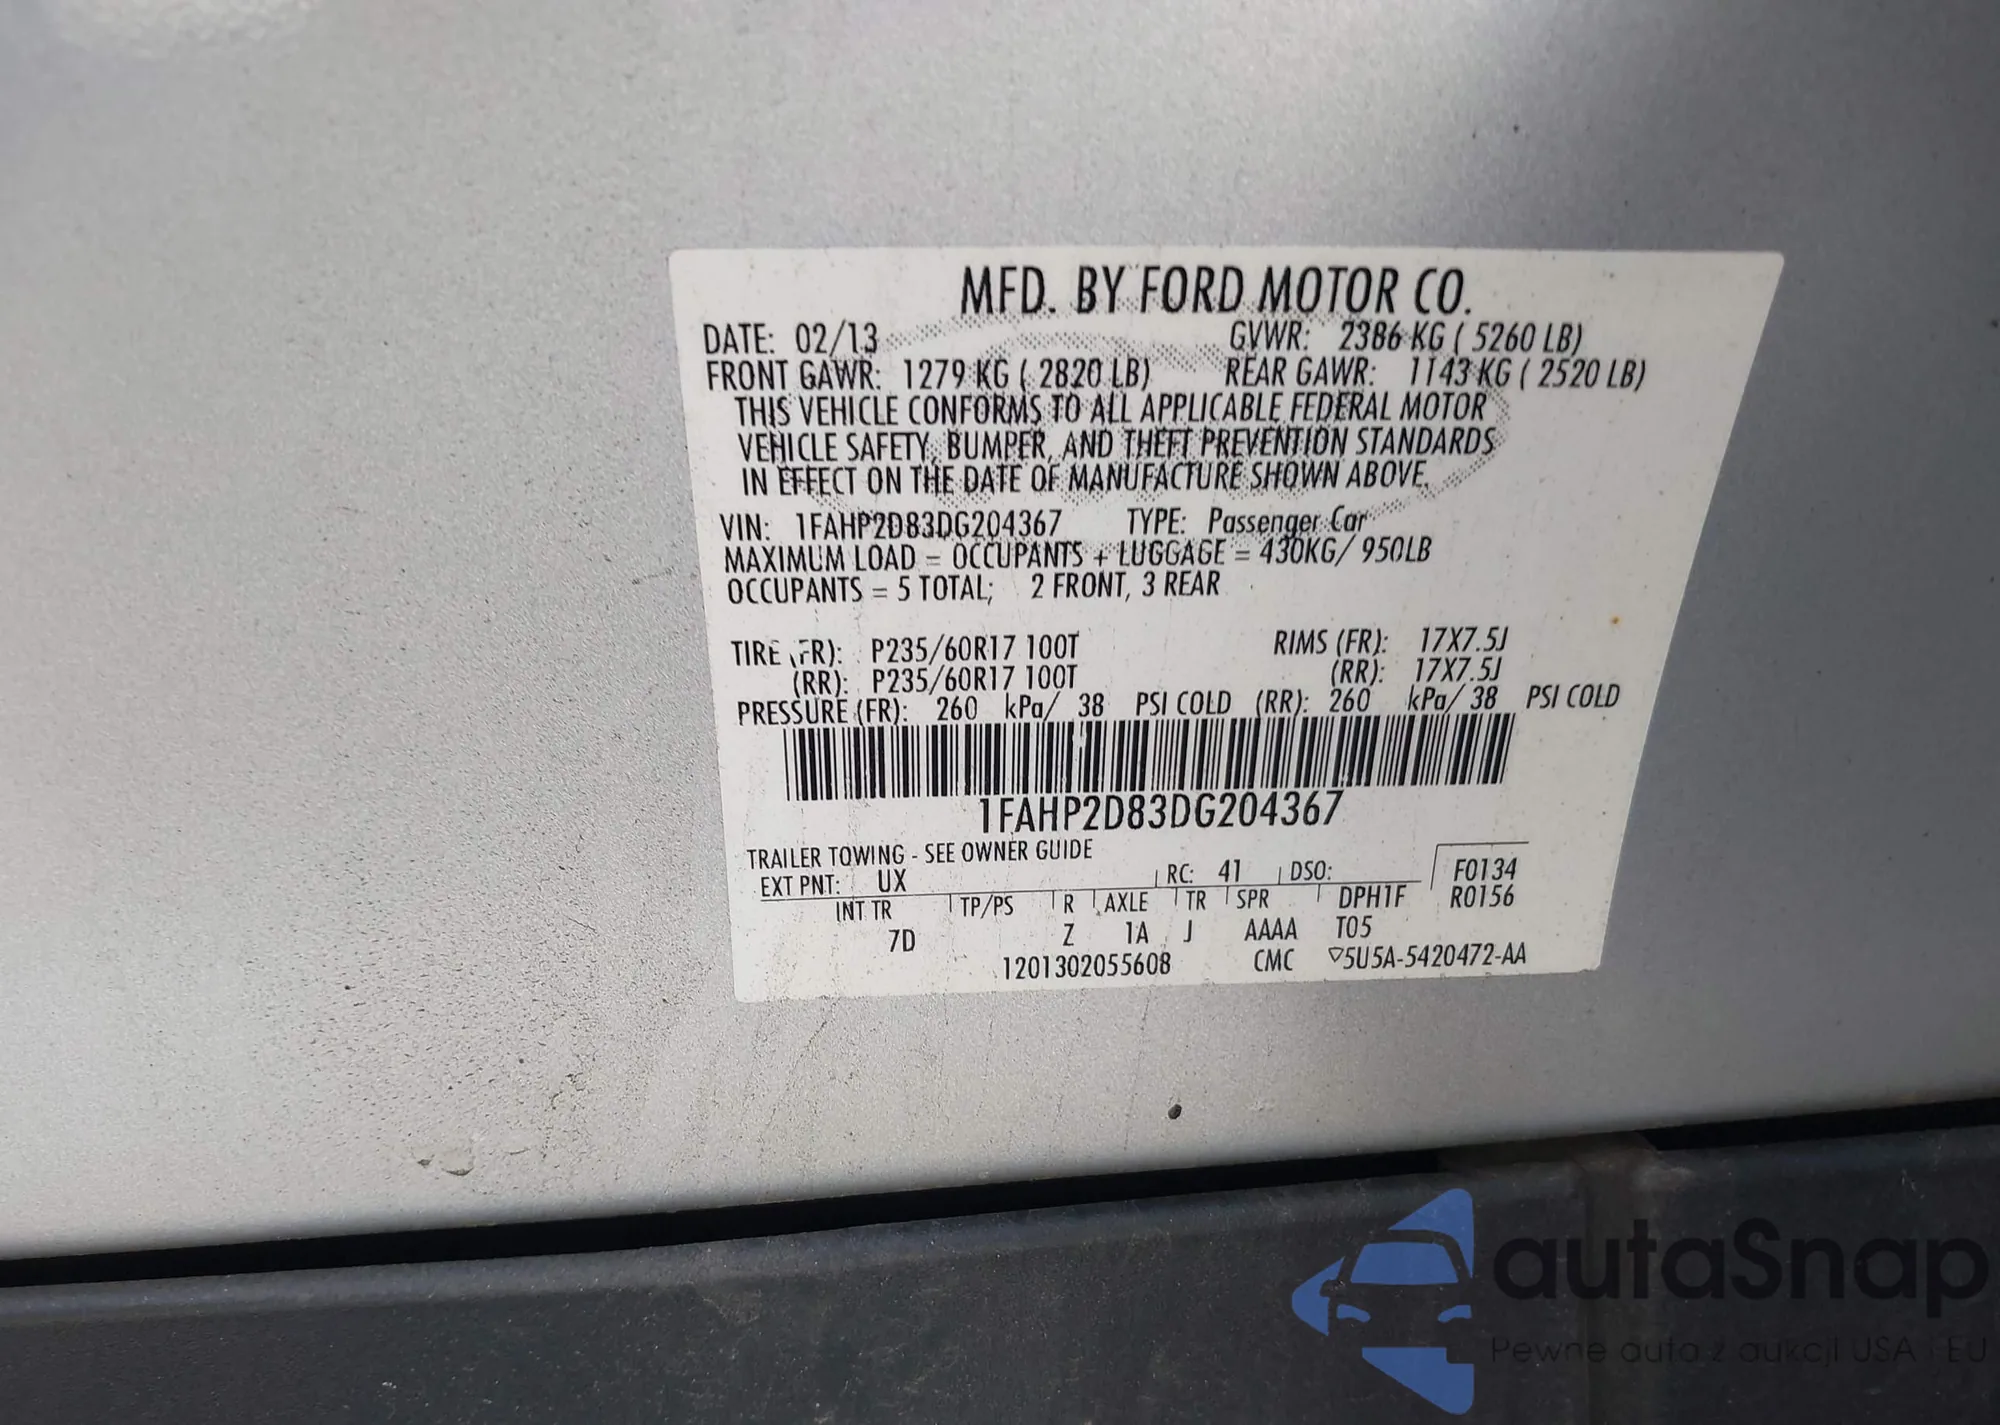 MFD. BY FORD MOTOR CO.
DATE: 02/13 GVWR: 2386 KG ( 5260 LB)
FRONT GAWR: 1279 KG ( 2820 LB) REAR GAWR: 1143 KG ( 2520 LB)
THIS VEHICLE CONFORMS TO ALL APPLICABLE FEDERAL MOTOR
VEHICLE SAFETY, BUMPER, AND THEFT PREVENTION STANDARDS
IN EFFECT ON THE DATE OF MANUFACTURE SHOWN ABOVE.
VIN: 1FAHP2D83DG204367 TYPE: Passenger Car
MAXIMUM LOAD = OCCUPANTS + LUGGAGE = 430KG/ 950LB
OCCUPANTS = 5 TOTAL; 2 FRONT, 3 REAR
TIRE (FR): P235/60R17 100T RIMS (FR): 17X7.5J
(RR): P235/60R17 100T (RR): 17X7.5J
PRESSURE (FR): 260 kPa/ 38 PSI COLD (RR): 260 kPa/ 38 PSI COLD
1FAHP2D83DG204367
TRAILER TOWING - SEE OWNER GUIDE
EXT PNT: UX RC: 41 DSO: F0134
INT TR TP/PS R AXLE TR SPR DPH1F R0156
7D Z 1A J AAAA T05
1201302055608 CMC ▽5U5A-5420472-AA
autaSnap
Pewne auta z aukcji USA i EU